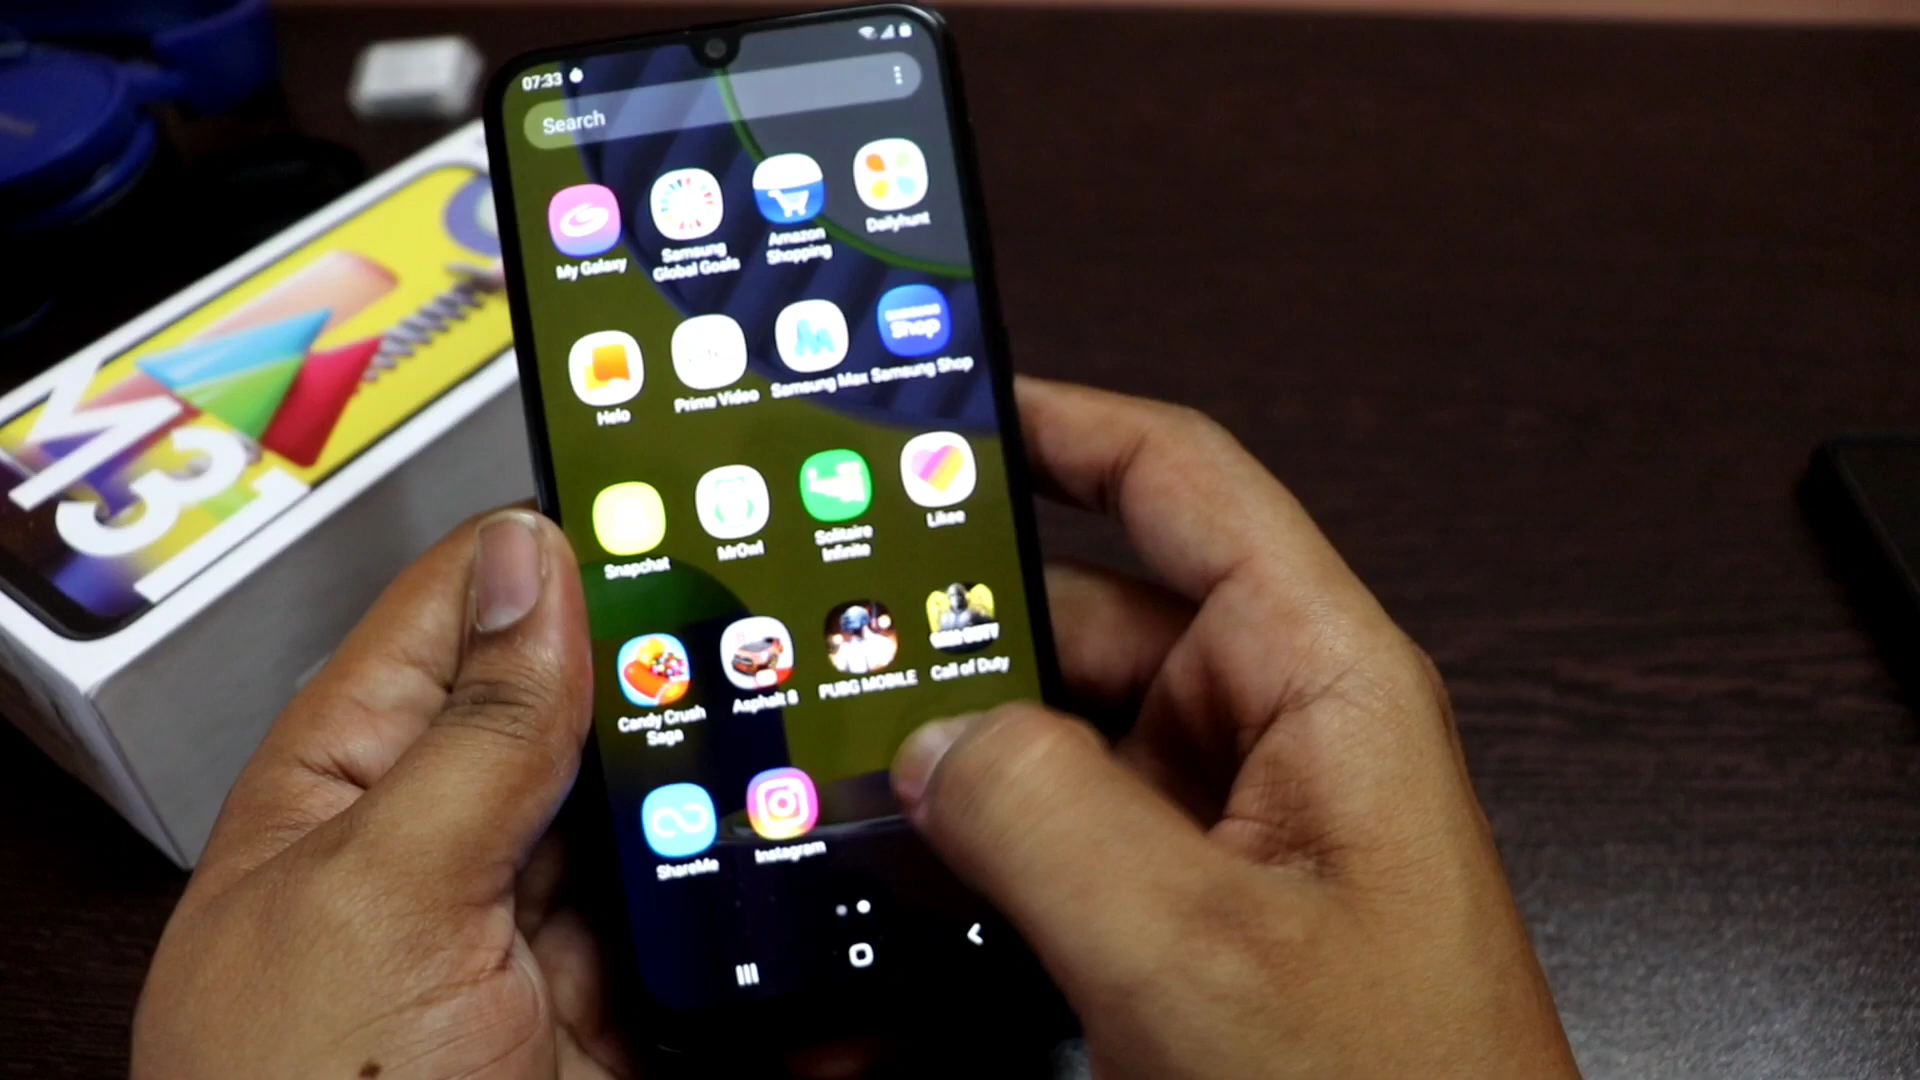 07:33
Search
My Galaxy
Samsung
Global Goals
Amazon
Shopping
Dailyhunt
Helo
Prime Video
Samsung Max
Shop
Samsung Shop
Snapchat
MrOwl
Solitaire
Infinite
Likee
Candy Crush
Saga
Asphalt 8
PUBG MOBILE
Call of Duty
ShareMe
Instagram
M31